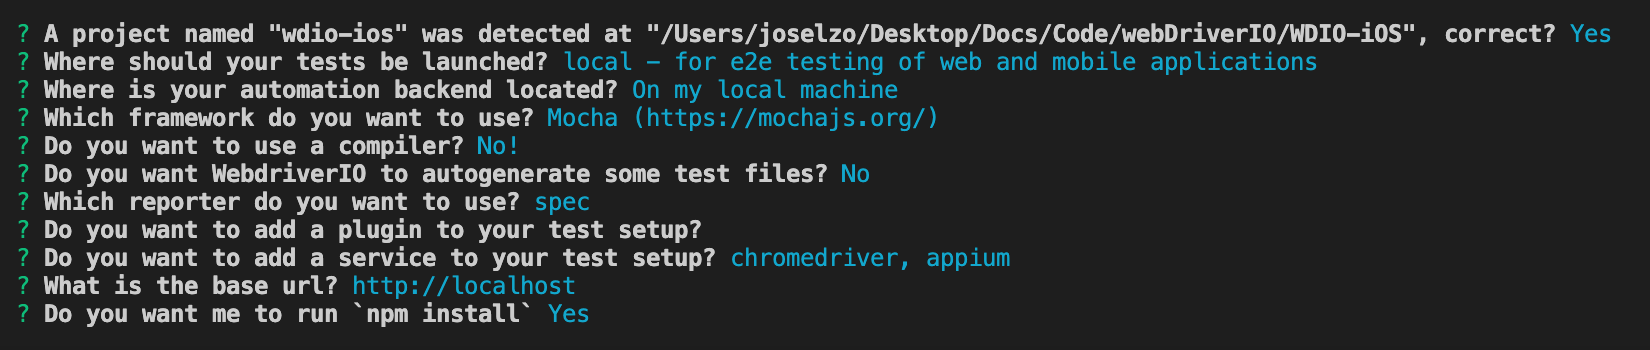 ? A project named "wdio-ios" was detected at "/Users/joselzo/Desktop/Docs/Code/webDriverIO/WDIO-iOS", correct? Yes
? Where should your tests be launched? local - for e2e testing of web and mobile applications
? Where is your automation backend located? On my local machine
? Which framework do you want to use? Mocha (https://mochajs.org/)
? Do you want to use a compiler? No!
? Do you want WebdriverIO to autogenerate some test files? No
? Which reporter do you want to use? spec
? Do you want to add a plugin to your test setup?
? Do you want to add a service to your test setup? chromedriver, appium
? What is the base url? http://localhost
? Do you want me to run `npm install` Yes